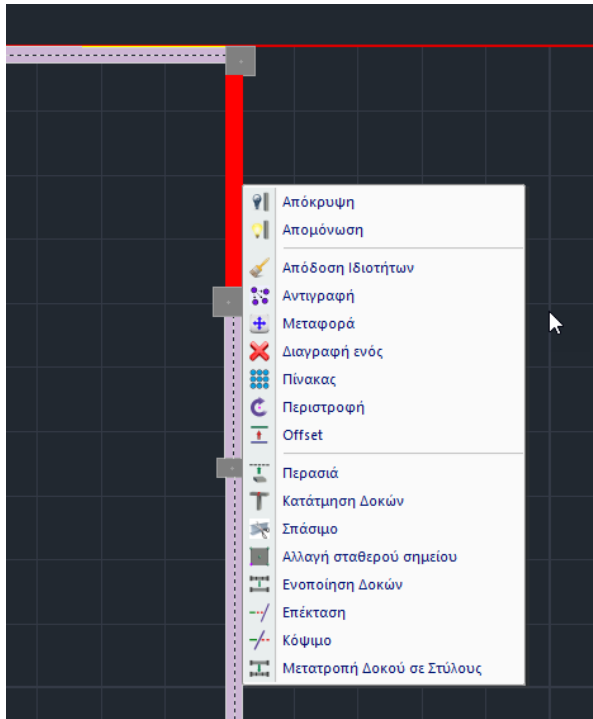 Απόκρυψη
Απομόνωση
Απόδοση Ιδιοτήτων
Αντιγραφή
Μεταφορά
Διαγραφή ενός
Πίνακας
Περιστροφή
Offset
Περασιά
Κατάτμηση Δοκών
Σπάσιμο
Αλλαγή σταθερού σημείου
Ενοποίηση Δοκών
Επέκταση
Κόψιμο
Μετατροπή Δοκού σε Στύλους